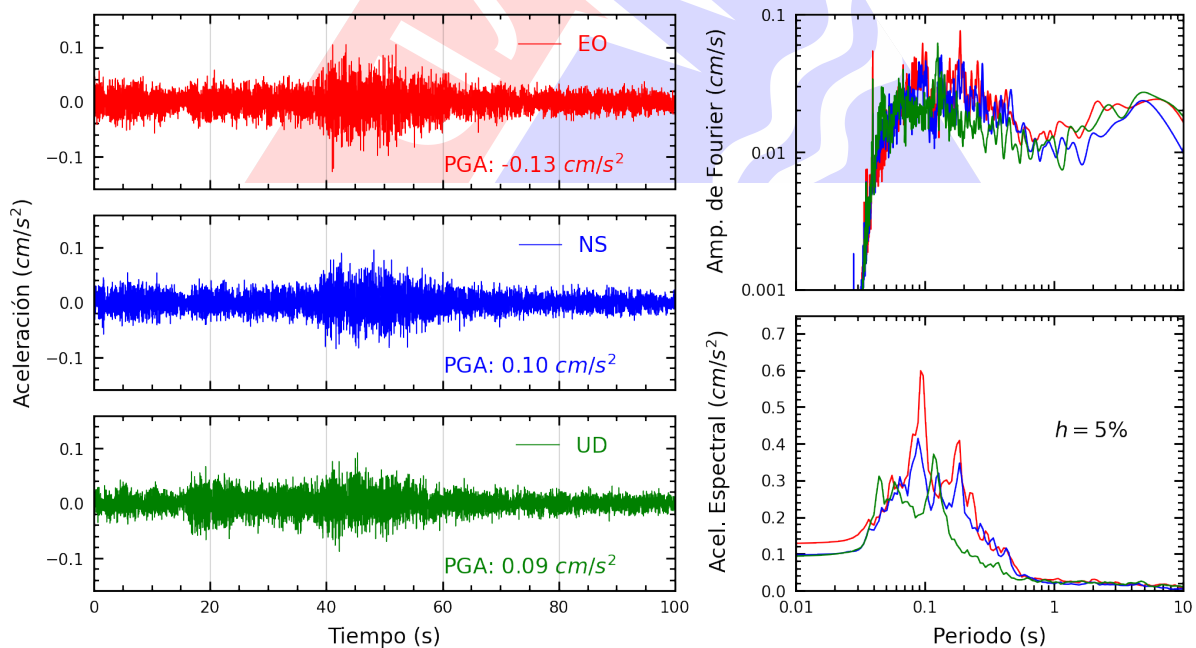 Aceleración (cm/s²)
0.1
0.0
−0.1
EO
PGA: -0.13 cm/s²
0.1
0.0
−0.1
NS
PGA: 0.10 cm/s²
0.1
0.0
−0.1
UD
PGA: 0.09 cm/s²
0 20 40 60 80 100
Tiempo (s)
Amp. de Fourier (cm/s)
0.1
0.01
0.001
Acel. Espectral (cm/s²)
0.7
0.6
0.5
0.4
0.3
0.2
0.1
0.0
h = 5%
0.01 0.1 1 10
Periodo (s)